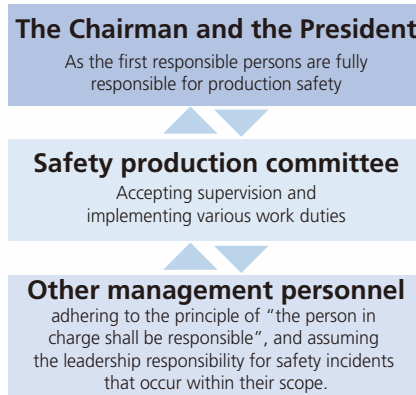 The Chairman and the President
As the first responsible persons are fully
responsible for production safety
Safety production committee
Accepting supervision and
implementing various work duties
Other management personnel
adhering to the principle of “the person in
charge shall be responsible”, and assuming
the leadership responsibility for safety incidents
that occur within their scope.